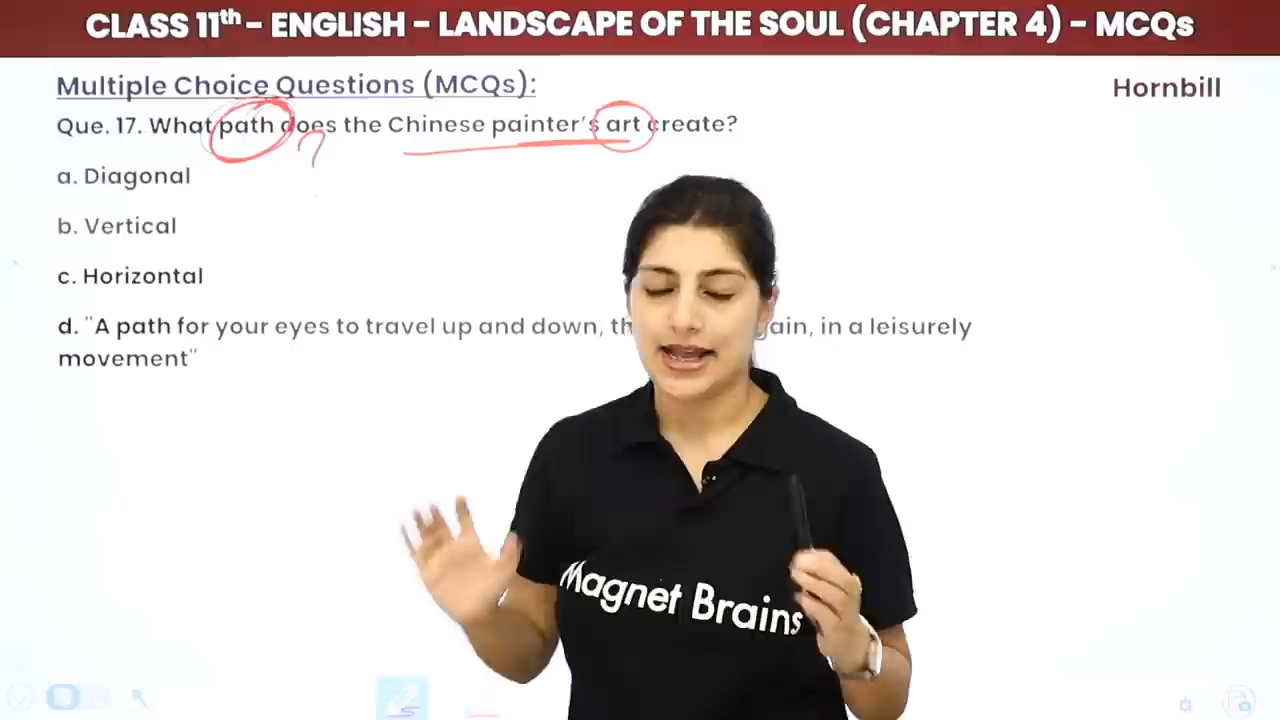 CLASS 11th – ENGLISH – LANDSCAPE OF THE SOUL (CHAPTER 4) – MCQs
Multiple Choice Questions (MCQs):
Hornbill
Que. 17. What path does the Chinese painter's art create?
a. Diagonal
b. Vertical
c. Horizontal
d. "A path for your eyes to travel up and down, in a leisurely
movement"
Magnet Brains